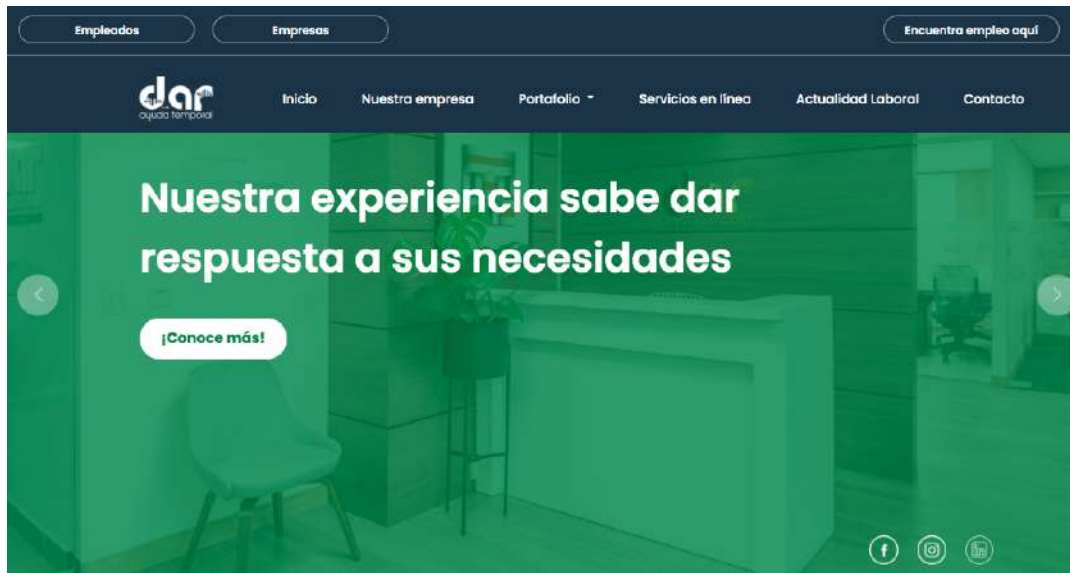 Empleados
Empresas
Encuentra empleo aquí
dar
ayuda temporal
Inicio
Nuestra empresa
Portafolio
Servicios en línea
Actualidad Laboral
Contacto
Nuestra experiencia sabe dar
respuesta a sus necesidades
¡Conoce más!